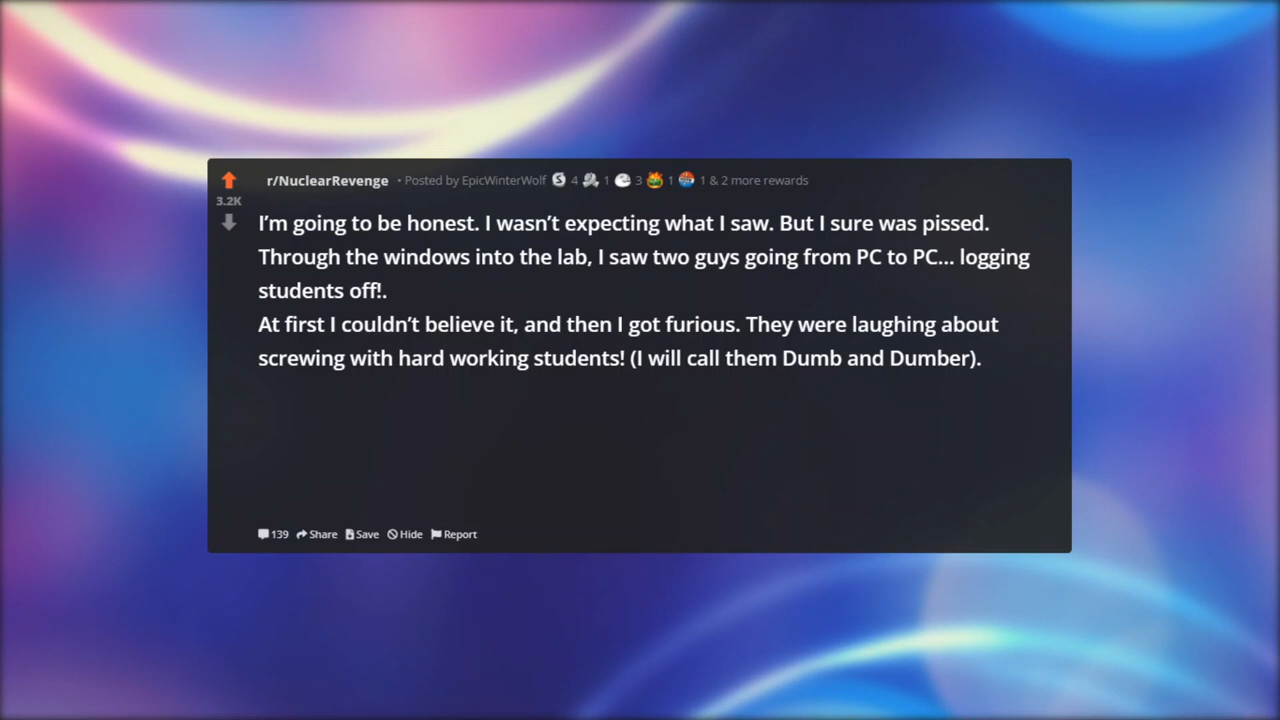 r/NuclearRevenge • Posted by EpicWinterWolf S 4 1 3 1 1 & 2 more rewards
3.2K
I’m going to be honest. I wasn’t expecting what I saw. But I sure was pissed.
Through the windows into the lab, I saw two guys going from PC to PC... logging
students off!.
At first I couldn’t believe it, and then I got furious. They were laughing about
screwing with hard working students! (I will call them Dumb and Dumber).
139 Share Save Hide Report